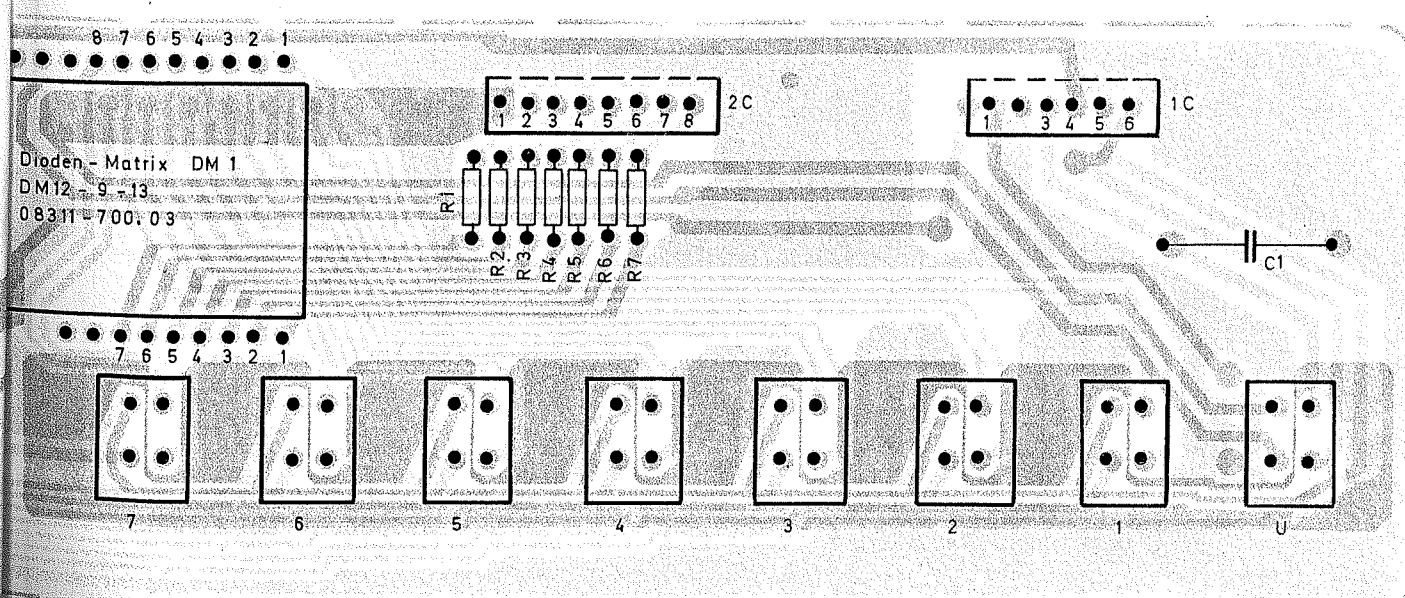 8 7 6 5 4 3 2 1
1 2 3 4 5 6 7 8
2C
1 3 4 5 6
1C
Dioden - Matrix DM 1
DM12 - 9 - 13
08311 - 700.03
R1
R2
R3
R4
R5
R6
R7
C1
7 6 5 4 3 2 1
7 6 5 4 3 2 1 U